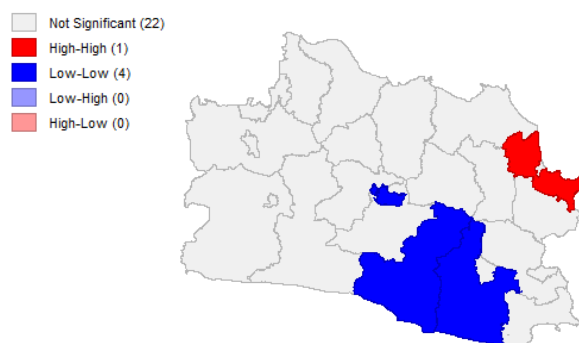 Not Significant (22)
High-High (1)
Low-Low (4)
Low-High (0)
High-Low (0)